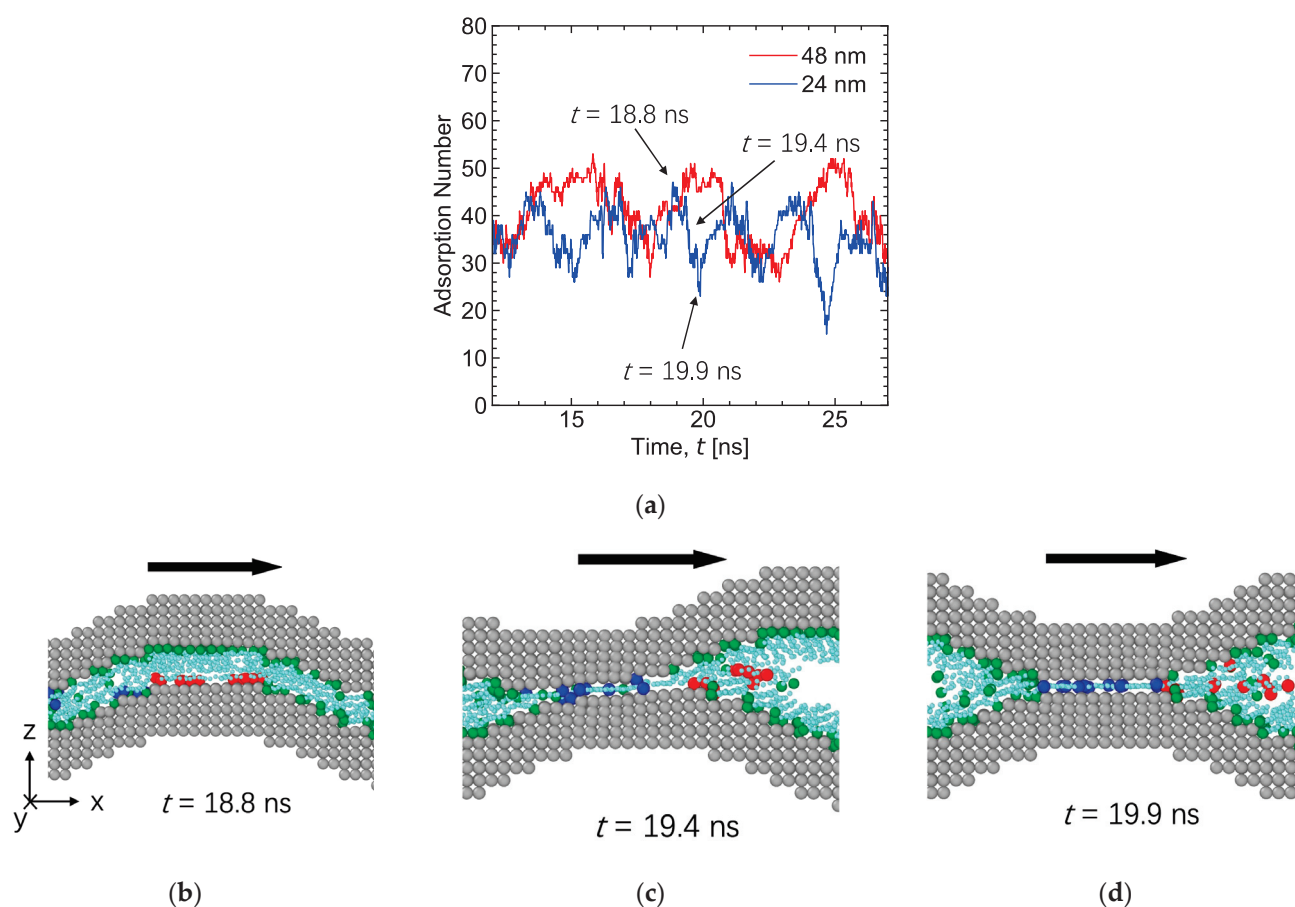 80
70
60
50
40
30
20
10
0
Adsorption Number
48 nm
24 nm
t = 18.8 ns
t = 19.4 ns
t = 19.9 ns
15 20 25
Time, t [ns]
(a)
z
y
x
t = 18.8 ns
t = 19.4 ns
t = 19.9 ns
(b) (c) (d)